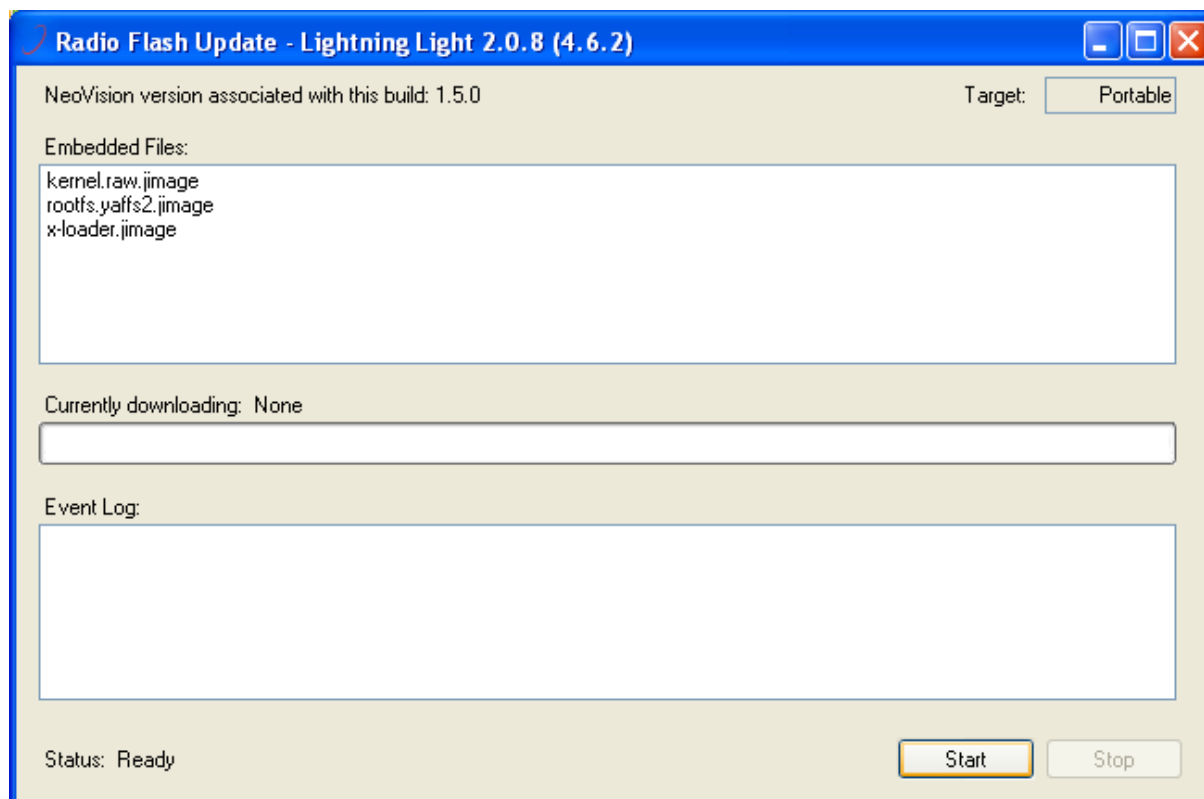 Radio Flash Update - Lightning Light 2.0.8 (4.6.2)
NeoVision version associated with this build: 1.5.0
Target: Portable
Embedded Files:
kernel.raw.jimage
rootfs.yaffs2.jimage
x-loader.jimage
Currently downloading: None
Event Log:
Status: Ready
Start
Stop